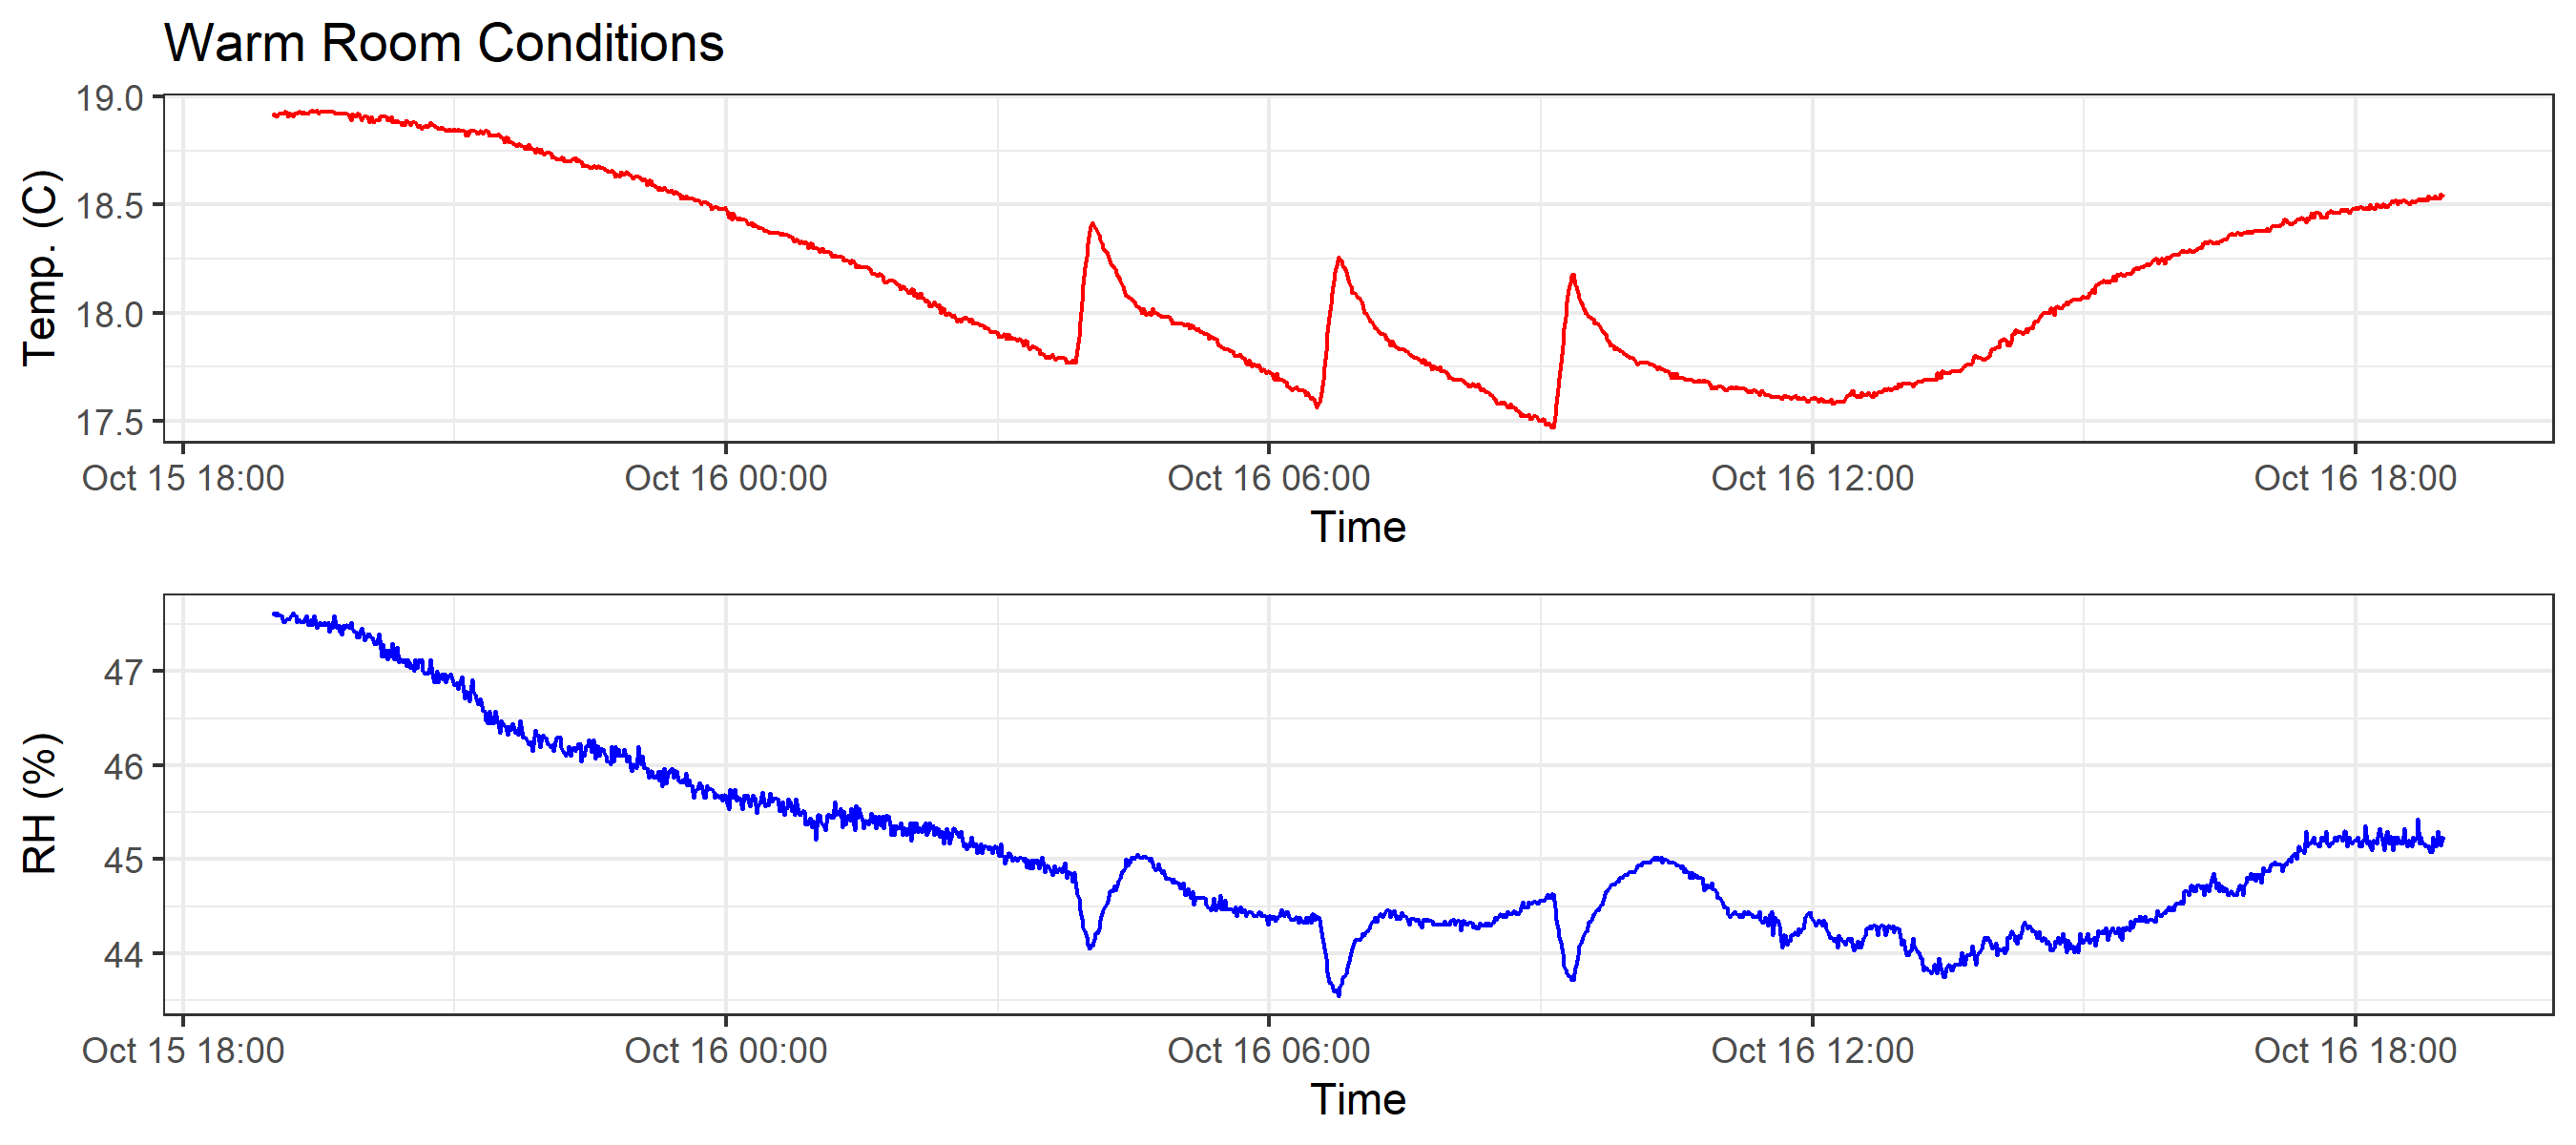 Warm Room Conditions
Temp. (C)
19.0
18.5
18.0
17.5
Oct 15 18:00 Oct 16 00:00 Oct 16 06:00 Oct 16 12:00 Oct 16 18:00
Time
RH (%)
47
46
45
44
Oct 15 18:00 Oct 16 00:00 Oct 16 06:00 Oct 16 12:00 Oct 16 18:00
Time